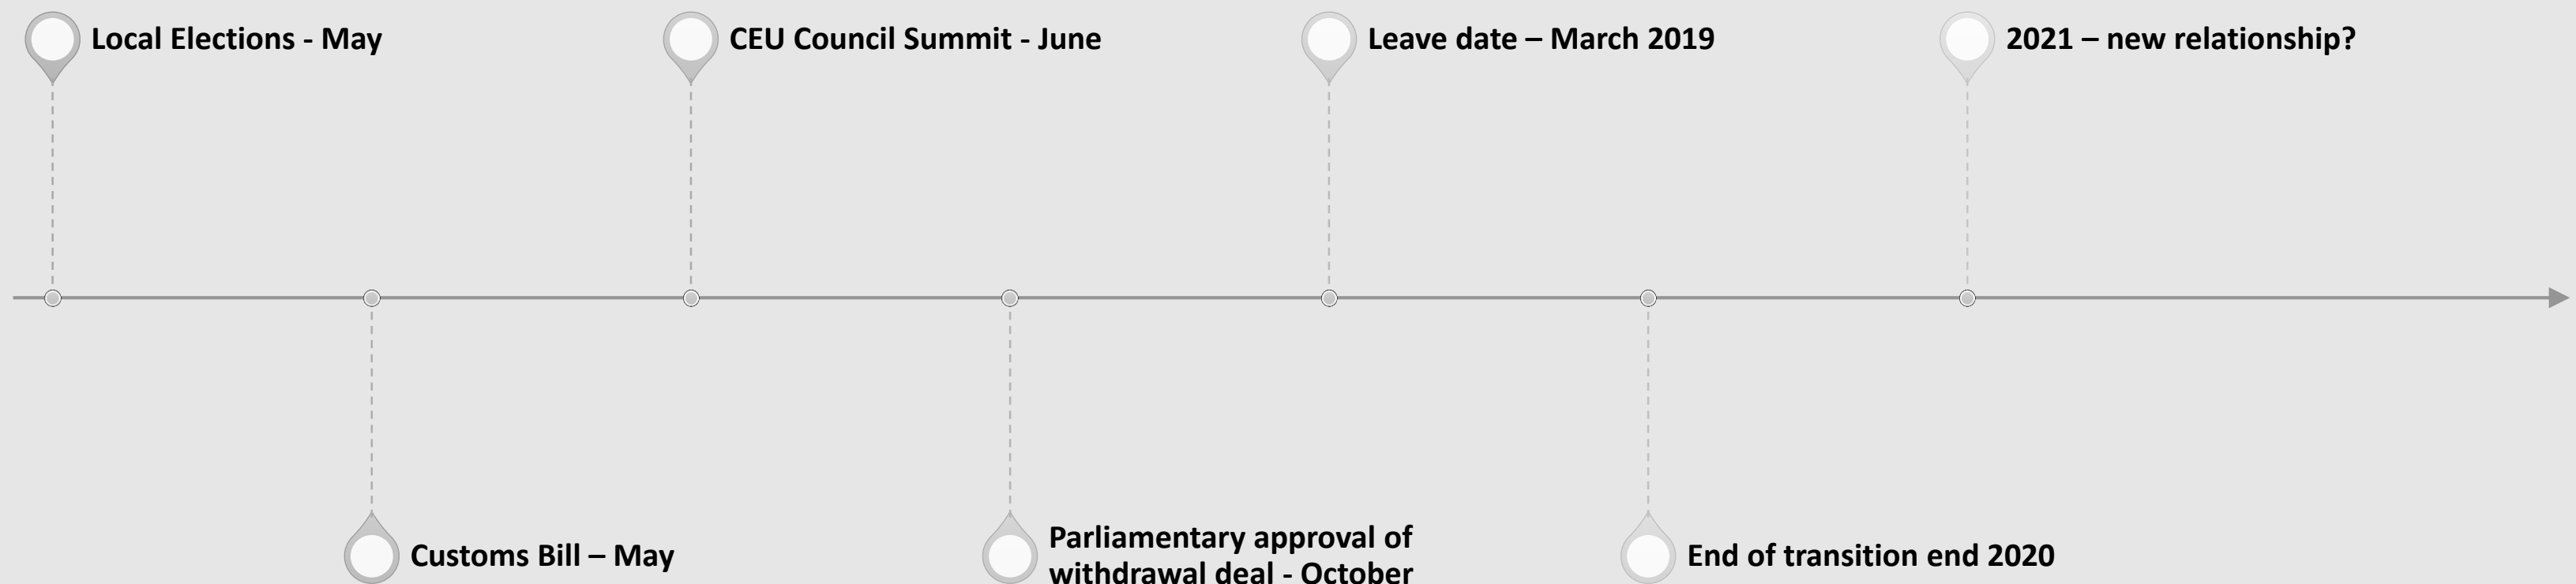 Local Elections - May
CEU Council Summit - June
Leave date – March 2019
2021 – new relationship?
Customs Bill – May
Parliamentary approval of
withdrawal deal - October
End of transition end 2020